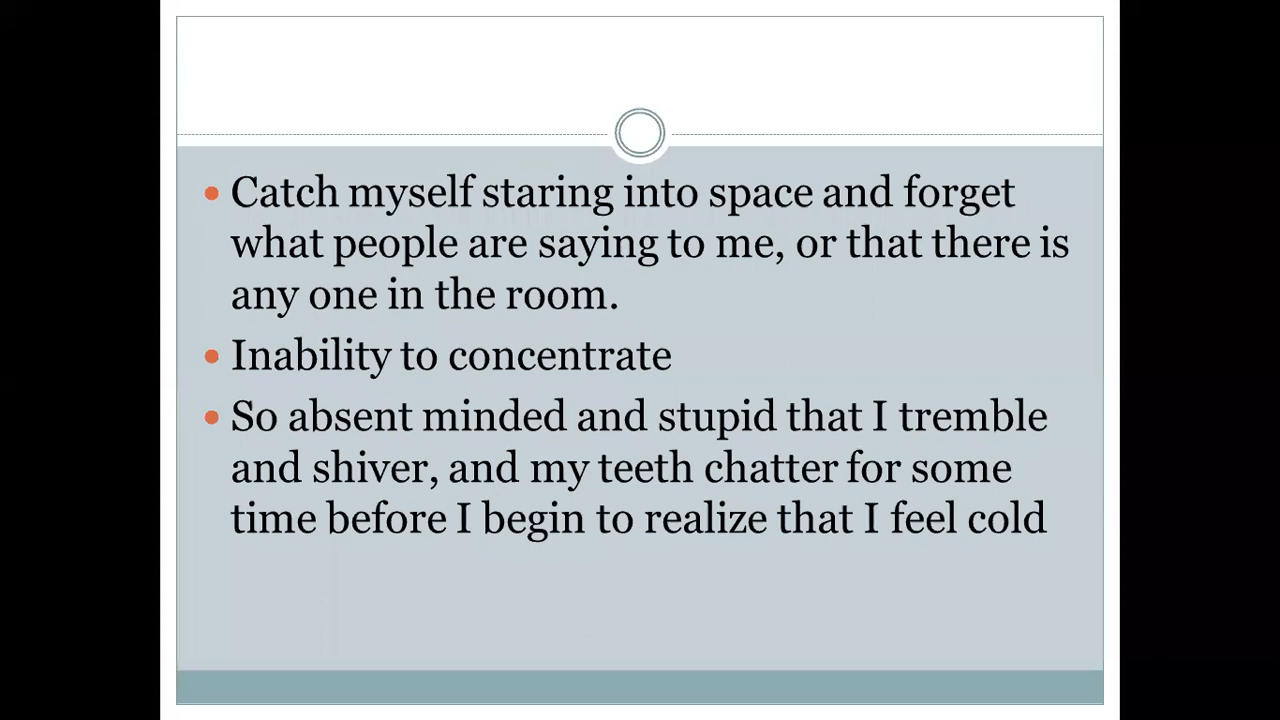 • Catch myself staring into space and forget
what people are saying to me, or that there is
any one in the room.
• Inability to concentrate
• So absent minded and stupid that I tremble
and shiver, and my teeth chatter for some
time before I begin to realize that I feel cold